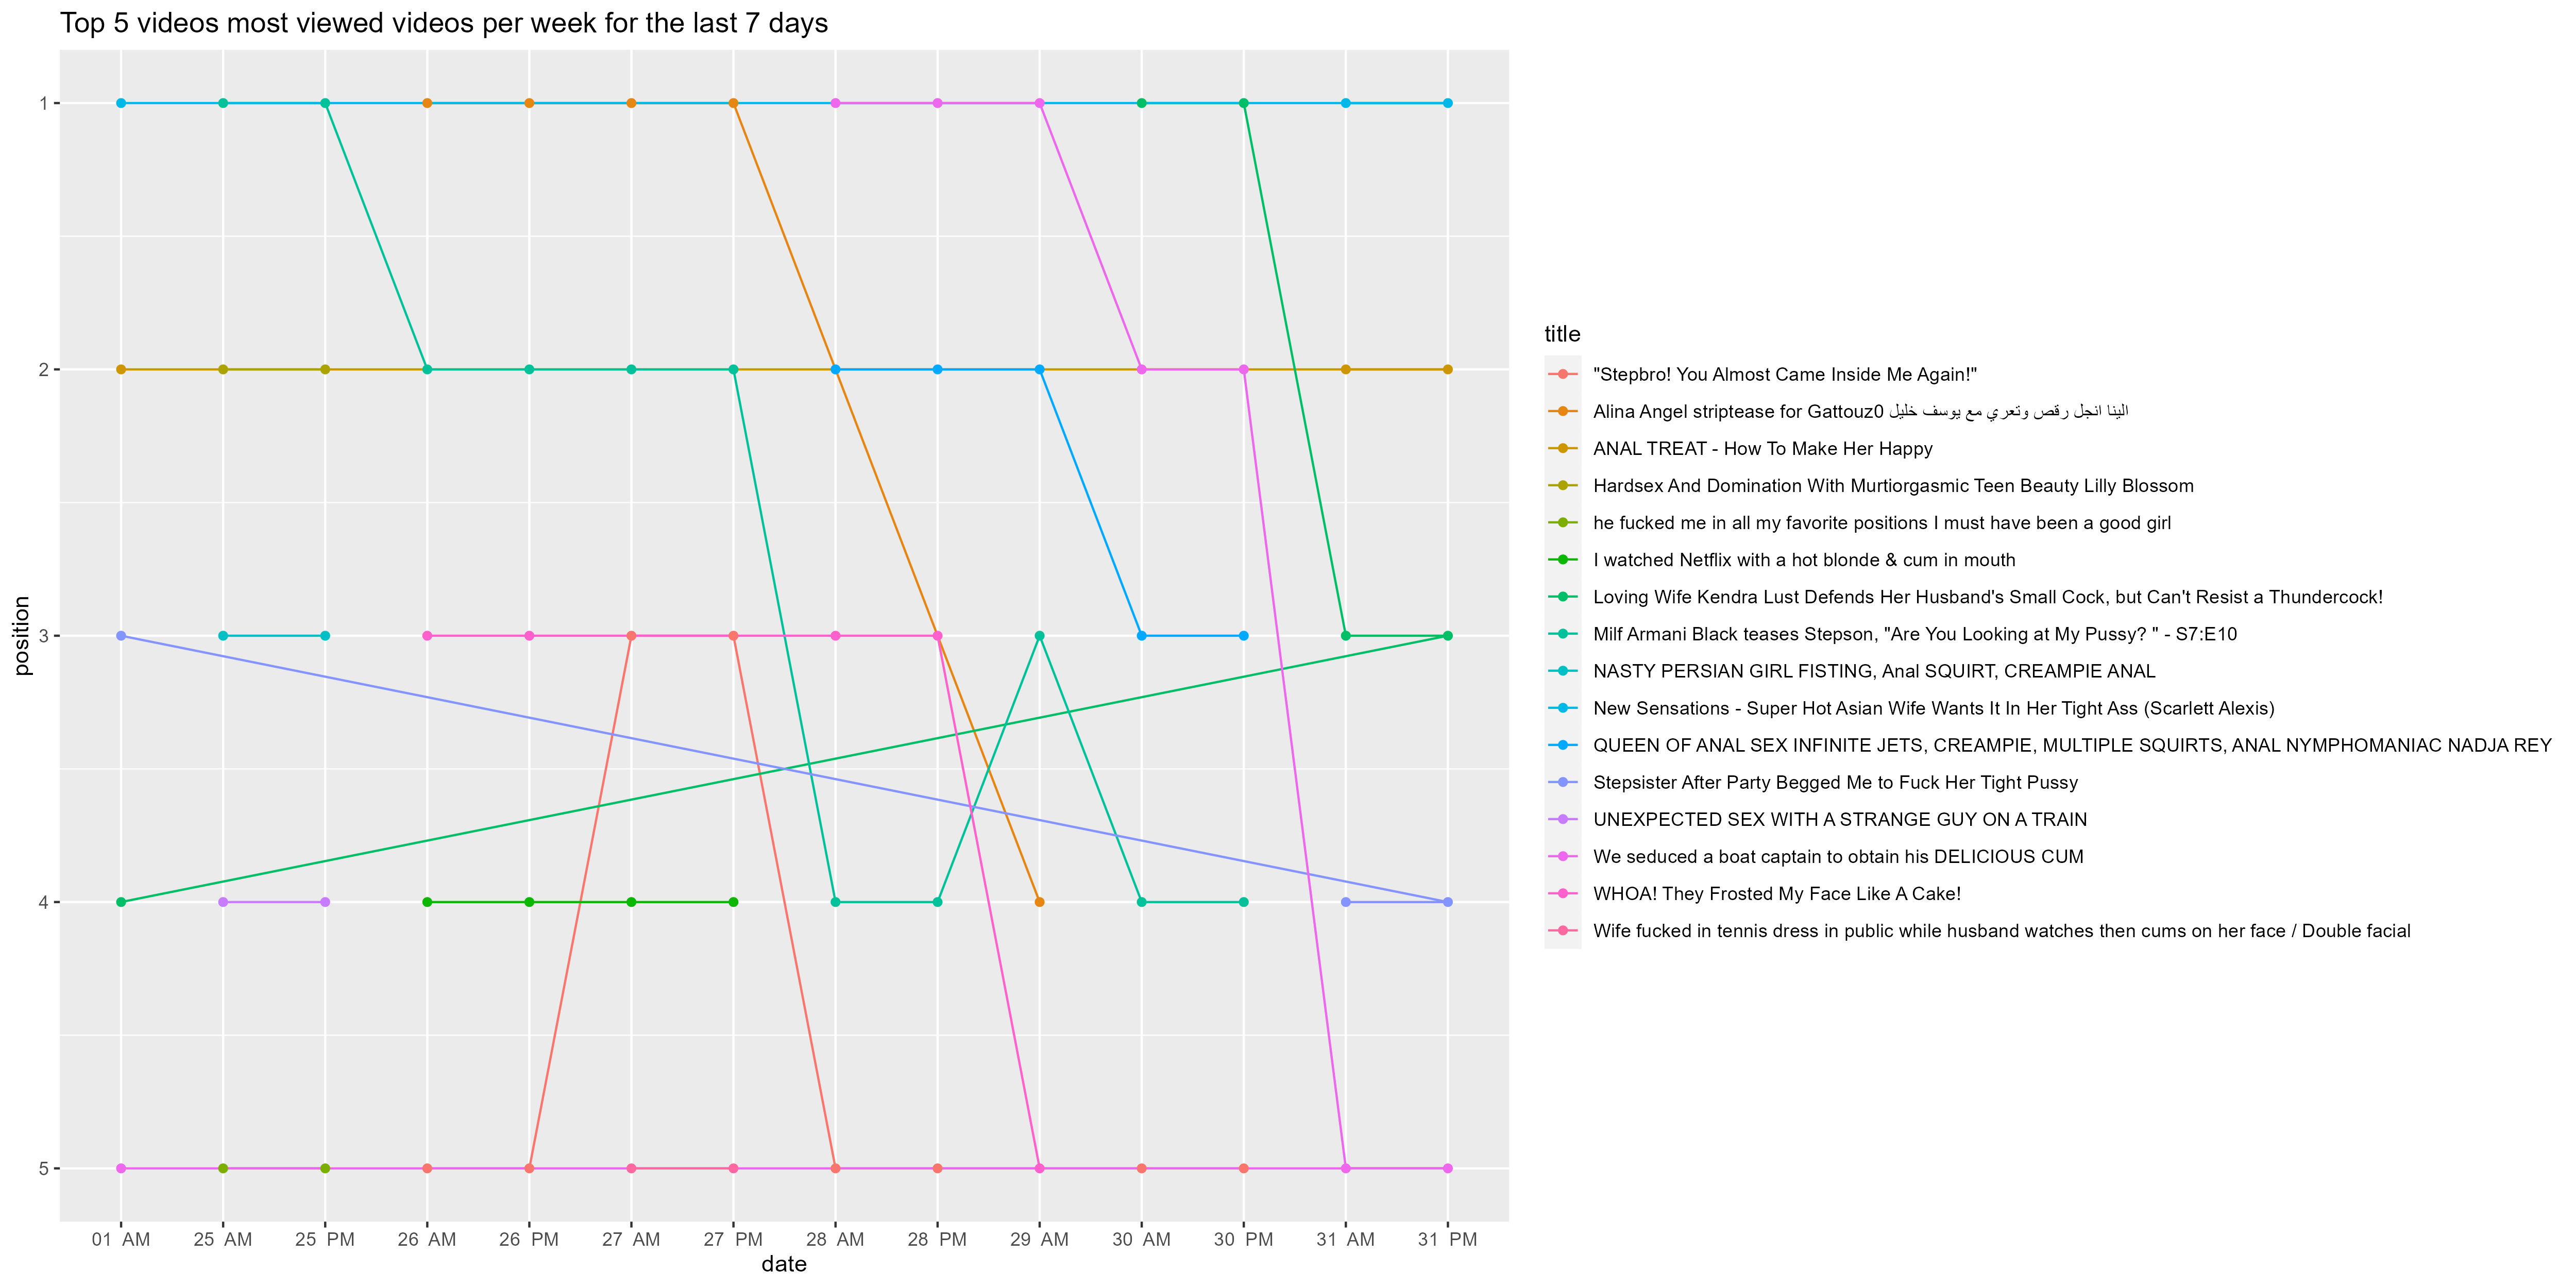 Top 5 videos most viewed videos per week for the last 7 days
position
1
2
3
4
5
01 AM
25 AM
25 PM
26 AM
26 PM
27 AM
27 PM
28 AM
28 PM
29 AM
30 AM
30 PM
31 AM
31 PM
date
title
"Stepbro! You Almost Came Inside Me Again!"
Alina Angel striptease for Gattouz0 الينا انجل رقص وتعري مع يوسف خليل
ANAL TREAT - How To Make Her Happy
Hardsex And Domination With Murtiorgasmic Teen Beauty Lilly Blossom
he fucked me in all my favorite positions I must have been a good girl
I watched Netflix with a hot blonde & cum in mouth
Loving Wife Kendra Lust Defends Her Husband's Small Cock, but Can't Resist a Thundercock!
Milf Armani Black teases Stepson, "Are You Looking at My Pussy? " - S7:E10
NASTY PERSIAN GIRL FISTING, Anal SQUIRT, CREAMPIE ANAL
New Sensations - Super Hot Asian Wife Wants It In Her Tight Ass (Scarlett Alexis)
QUEEN OF ANAL SEX INFINITE JETS, CREAMPIE, MULTIPLE SQUIRTS, ANAL NYMPHOMANIAC NADJA REY
Stepsister After Party Begged Me to Fuck Her Tight Pussy
UNEXPECTED SEX WITH A STRANGE GUY ON A TRAIN
We seduced a boat captain to obtain his DELICIOUS CUM
WHOA! They Frosted My Face Like A Cake!
Wife fucked in tennis dress in public while husband watches then cums on her face / Double facial